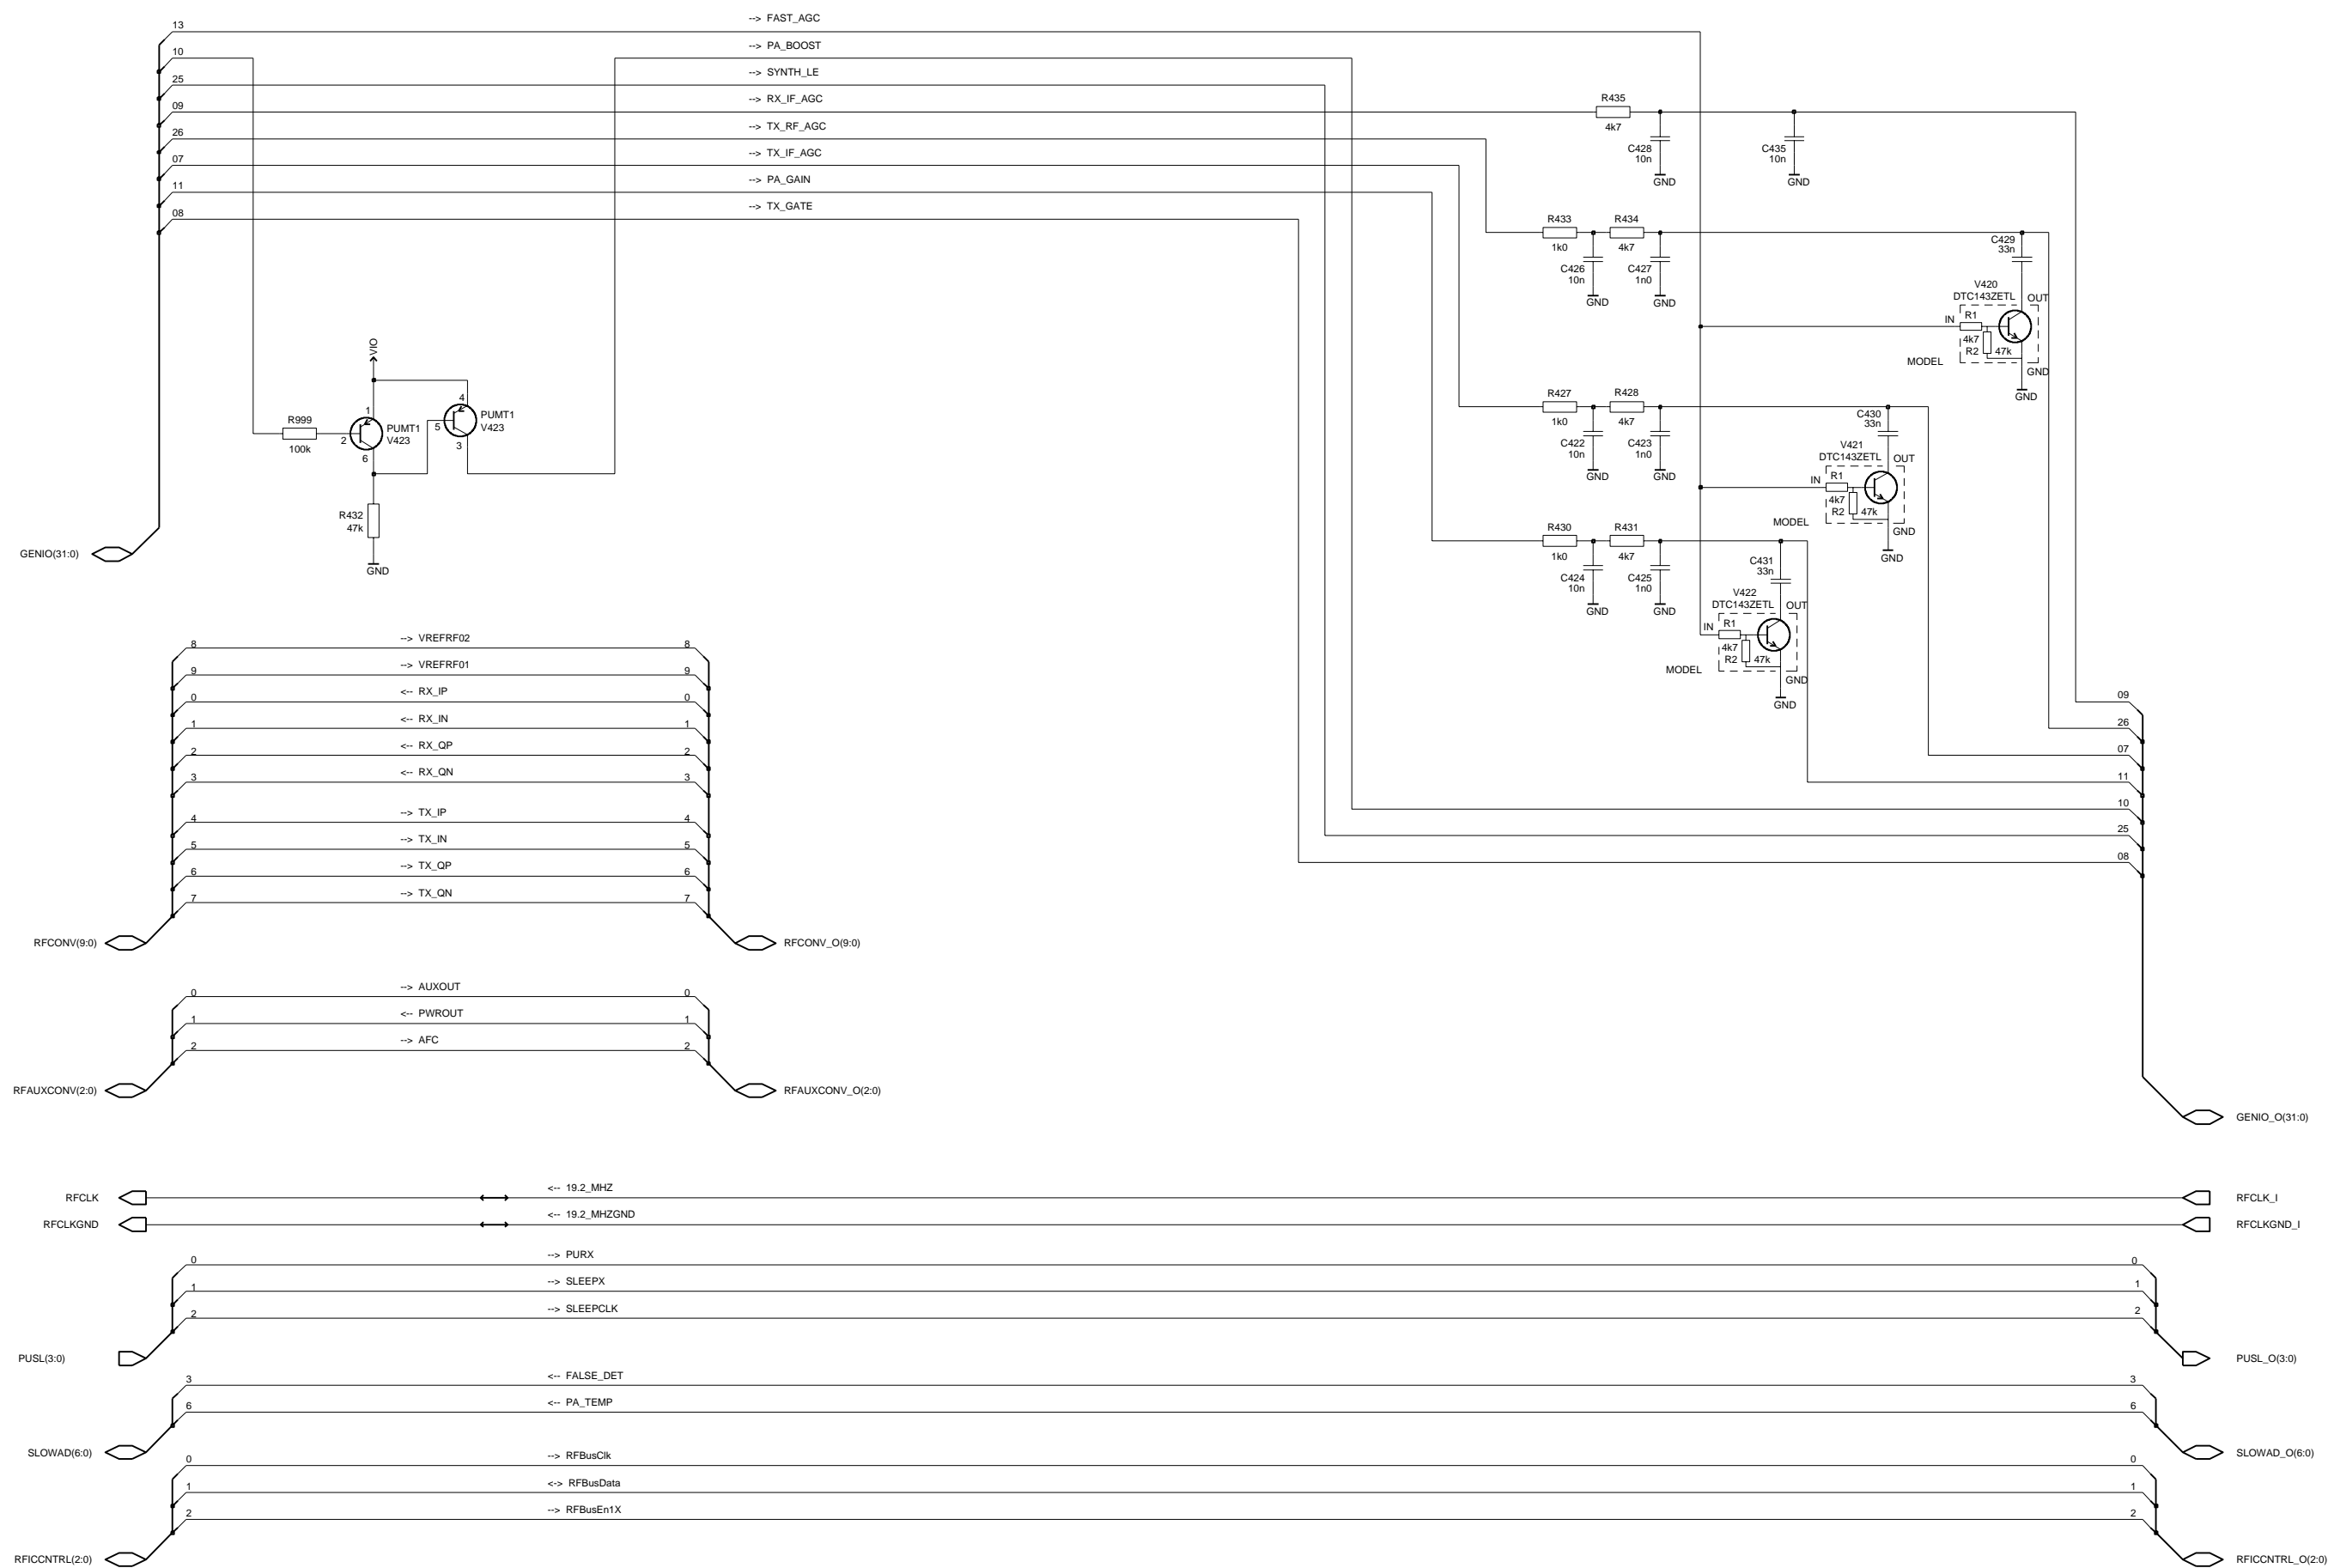 13
--> FAST_AGC
10
--> PA_BOOST
25
--> SYNTH_LE
09
--> RX_IF_AGC
26
--> TX_RF_AGC
07
--> TX_IF_AGC
11
--> PA_GAIN
08
--> TX_GATE
R435
4k7
C428
10n
GND
C435
10n
GND
R433
1k0
R434
4k7
C426
10n
GND
C427
1n0
GND
C429
33n
V420
DTC143ZETL
OUT
IN
R1
4k7
R2
47k
MODEL
GND
GND
VIO
R999
100k
1
2
6
PUMT1
V423
4
5
3
PUMT1
V423
R432
47k
GND
GENIO(31:0)
R427
1k0
R428
4k7
C422
10n
GND
C423
1n0
GND
C430
33n
V421
DTC143ZETL
OUT
IN
R1
4k7
R2
47k
MODEL
GND
GND
R430
1k0
R431
4k7
C424
10n
GND
C425
1n0
GND
C431
33n
V422
DTC143ZETL
OUT
IN
R1
4k7
R2
47k
MODEL
GND
GND
09
26
07
11
10
25
08
GENIO_O(31:0)
8
--> VREFRF02
8
9
--> VREFRF01
9
0
<-- RX_IP
0
1
<-- RX_IN
1
2
<-- RX_QP
2
3
<-- RX_QN
3
4
--> TX_IP
4
5
--> TX_IN
5
6
--> TX_QP
6
7
--> TX_QN
7
RFCONV(9:0)
RFCONV_O(9:0)
0
--> AUXOUT
0
1
<-- PWROUT
1
2
--> AFC
2
RFAUXCONV(2:0)
RFAUXCONV_O(2:0)
RFCLK
<-- 19.2_MHZ
RFCLK_I
RFCLKGND
<-- 19.2_MHZGND
RFCLKGND_I
0
--> PURX
0
1
--> SLEEPX
1
2
--> SLEEPCLK
2
PUSL(3:0)
PUSL_O(3:0)
3
<-- FALSE_DET
3
6
<-- PA_TEMP
6
SLOWAD(6:0)
SLOWAD_O(6:0)
0
--> RFBusClk
0
1
<-> RFBusData
1
2
--> RFBusEn1X
2
RFICCNTRL(2:0)
RFICCNTRL_O(2:0)